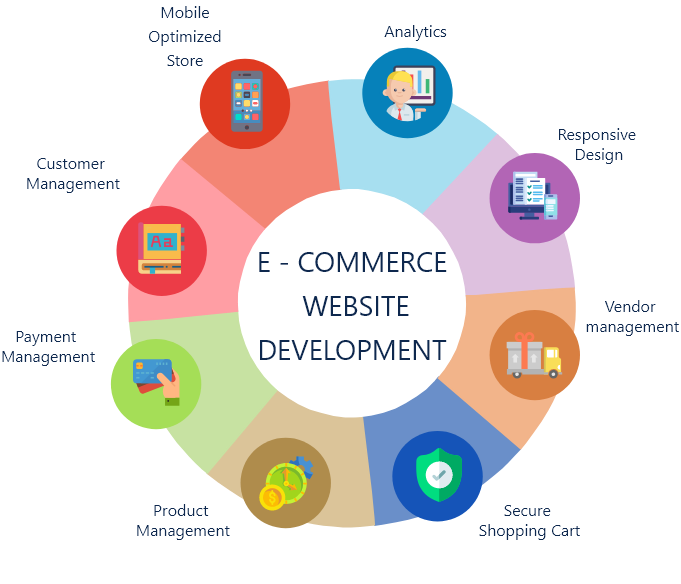 Mobile
Optimized
Store
Analytics
Responsive
Design
Customer
Management
Aa
E - COMMERCE
WEBSITE
DEVELOPMENT
Vendor
management
Payment
Management
Product
Management
Secure
Shopping Cart